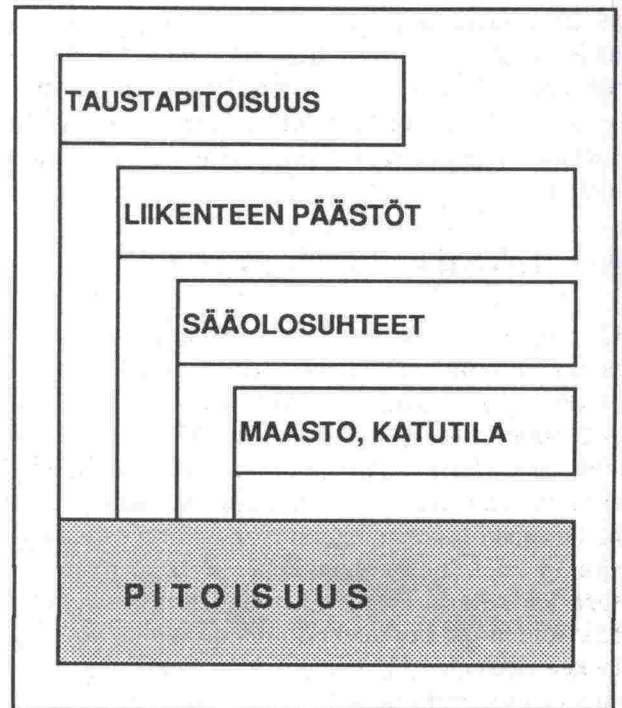 TAUSTAPITOISUUS
LIIKENTEEN PÄÄSTÖT
SÄÄOLOSUHTEET
MAASTO, KATUTILA
PITOISUUS